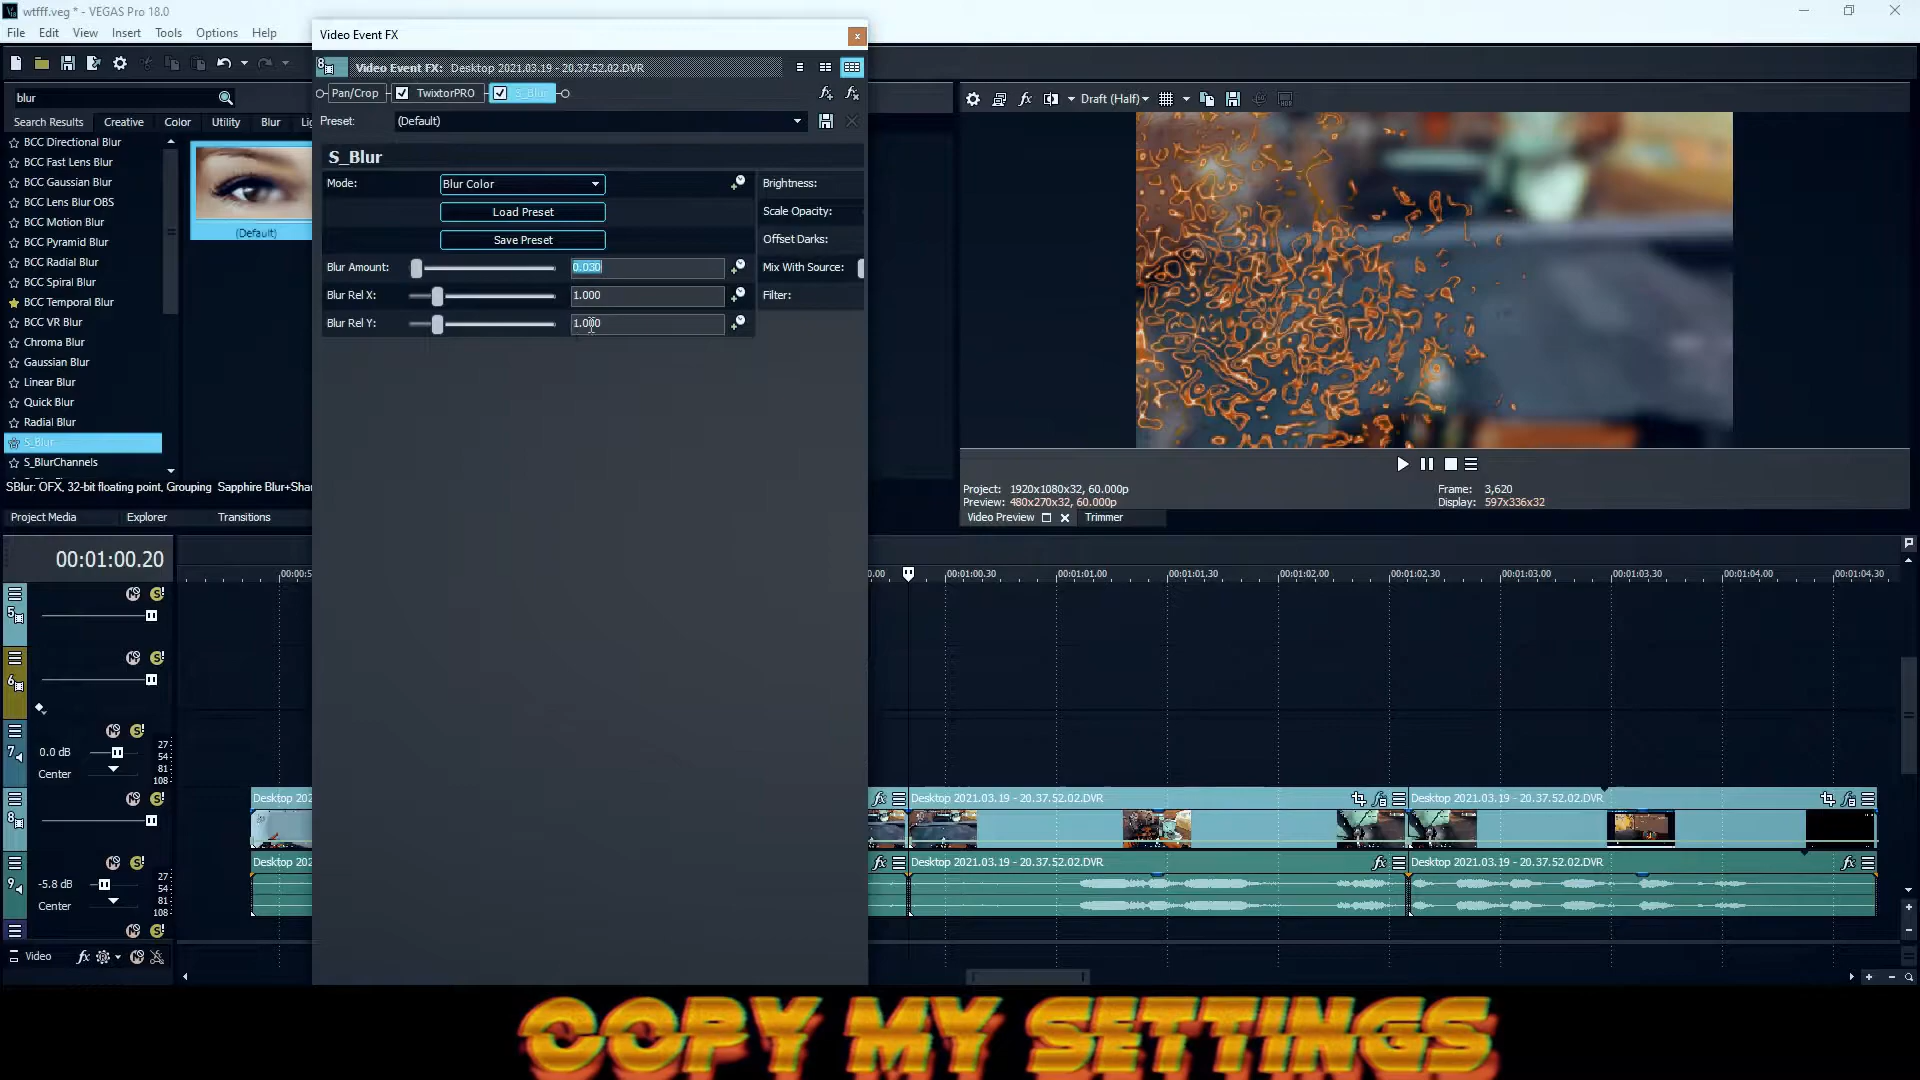 wtfff.veg * - VEGAS Pro 18.0
File Edit View Insert Tools Options Help
Video Event FX
Video Event FX: Desktop 2021.03.19 - 20.37.52.02.DVR
Pan/Crop TwixtorPRO S_Blur
Preset: (Default)
blur
Search Results Creative Color Utility Blur
BCC Directional Blur
BCC Fast Lens Blur
BCC Gaussian Blur
BCC Lens Blur OBS
BCC Motion Blur
BCC Pyramid Blur
BCC Radial Blur
BCC Spiral Blur
BCC Temporal Blur
BCC VR Blur
Chroma Blur
Gaussian Blur
Linear Blur
Quick Blur
Radial Blur
S_Blur
S_BlurChannels
(Default)
SBlur: OFX, 32-bit floating point, Grouping Sapphire Blur+Shar
Project Media Explorer Transitions
S_Blur
Mode: Blur Color
Load Preset
Save Preset
Blur Amount: 0.030
Blur Rel X: 1.000
Blur Rel Y: 1.000
Brightness:
Scale Opacity:
Offset Darks:
Mix With Source:
Filter:
Draft (Half)
Project: 1920x1080x32, 60.000p
Preview: 480x270x32, 60.000p
Frame: 3,620
Display: 597x336x32
Video Preview Trimmer
00:01:00.20
00:00:5 0.00 00:01:00.30 00:01:01.00 00:01:01.30 00:01:02.00 00:01:02.30 00:01:03.00 00:01:03.30 00:01:04.00 00:01:04.30
5
6
7
0.0 dB
Center
27
54
81
108
8
9
-5.8 dB
Center
27
54
81
108
Desktop 202 Desktop 2021.03.19 - 20.37.52.02.DVR Desktop 2021.03.19 - 20.37.52.02.DVR
Desktop 202 Desktop 2021.03.19 - 20.37.52.02.DVR Desktop 2021.03.19 - 20.37.52.02.DVR
Video
COPY MY SETTINGS